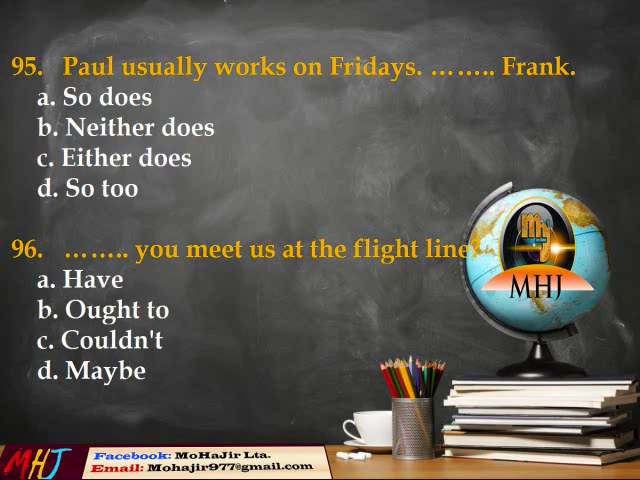 95. Paul usually works on Fridays. …….. Frank.
a. So does
b. Neither does
c. Either does
d. So too
96. …….. you meet us at the flight line?
a. Have
b. Ought to
c. Couldn't
d. Maybe
MHJ
MHJ
MHJ
Facebook: MoHaJir Lta.
Email: Mohajir977@gmail.com